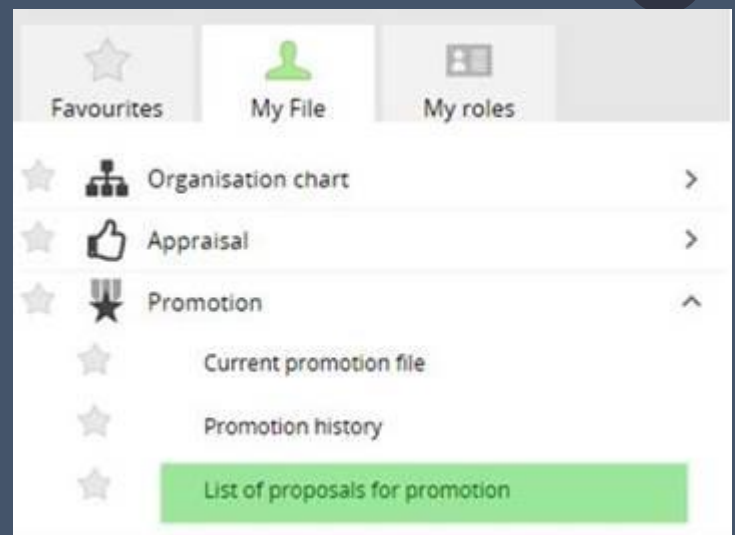 Favourites
My File
My roles
Organisation chart
Appraisal
Promotion
Current promotion file
Promotion history
List of proposals for promotion